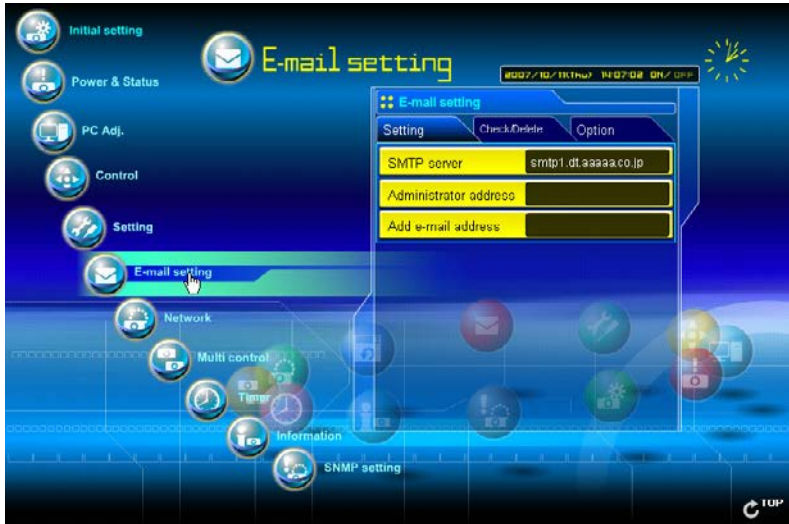 Initial setting
Power & Status
PC Adj.
Control
Setting
E-mail setting
Network
Multi control
Timer
Information
SNMP setting
E-mail setting
2007/10/11(Thu) 14:07:02 ON/OFF
E-mail setting
Setting Check/Delete Option
SMTP server smtp1.dt.aaaaa.co.jp
Administrator address
Add e-mail address
TOP